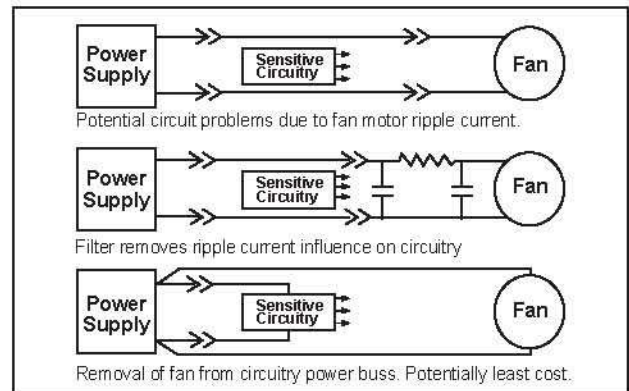 Power
Supply
Sensitive
Circuitry
Fan
Potential circuit problems due to fan motor ripple current.
Power
Supply
Sensitive
Circuitry
Fan
Filter removes ripple current influence on circuitry
Power
Supply
Sensitive
Circuitry
Fan
Removal of fan from circuitry power buss. Potentially least cost.